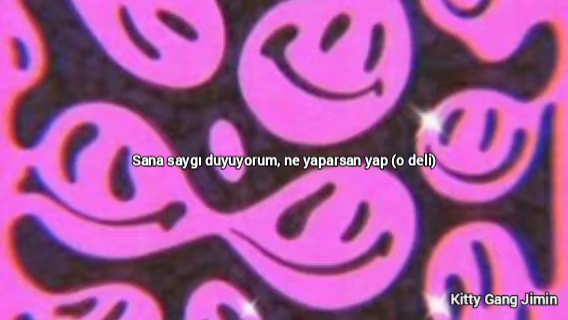 Sana saygı duyuyorum, ne yaparsan yap (o deli)
Kitty Gang Jimin